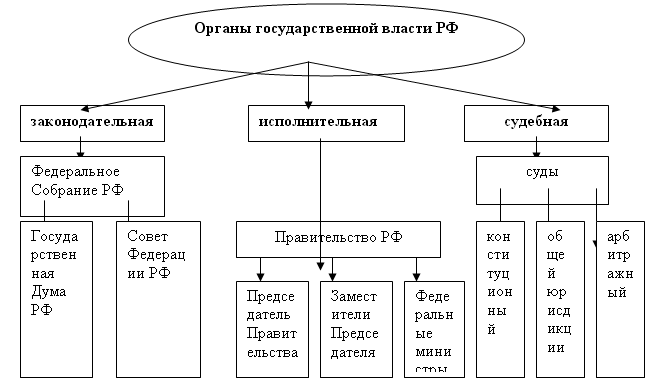 Органы государственной власти РФ
законодательная
исполнительная
судебная
Федеральное
Собрание РФ
суды
Госуда
рствен
ная
Дума
РФ
Совет
Федерац
ии РФ
Правительство РФ
Предсе
датель
Правит
ельства
Замест
ители
Предсе
дателя
Феде
ральн
ые
мини
стры
кон
сти
туц
ион
ны
й
об
ще
й
юр
исд
икц
ии
арб
итр
ажн
ый